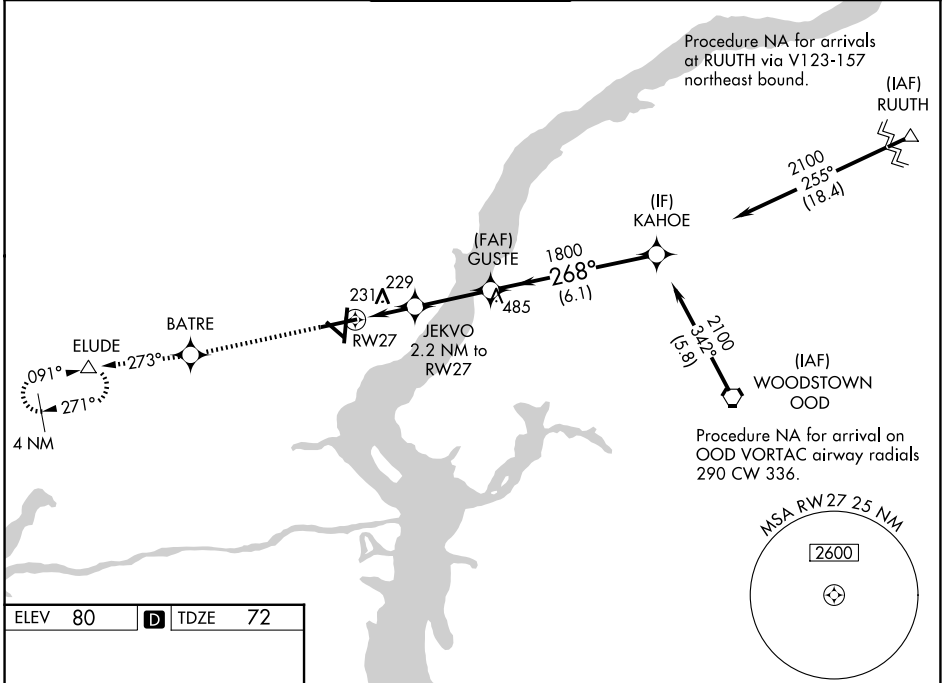 Procedure NA for arrivals
at RUUTH via V123-157
northeast bound.
(IAF)
RUUTH
2100
255°
(18.4)
(IF)
KAHOE
(FAF)
GUSTE
1800
268°
(6.1)
485
231
229
JEKVO
2.2 NM to
RW27
RW27
BATRE
ELUDE
273°
091°
271°
4 NM
2100
342°
(5.8)
(IAF)
WOODSTOWN
OOD
Procedure NA for arrival on
OOD VORTAC airway radials
290 CW 336.
MSA RW27 25 NM
2600
ELEV 80 D TDZE 72